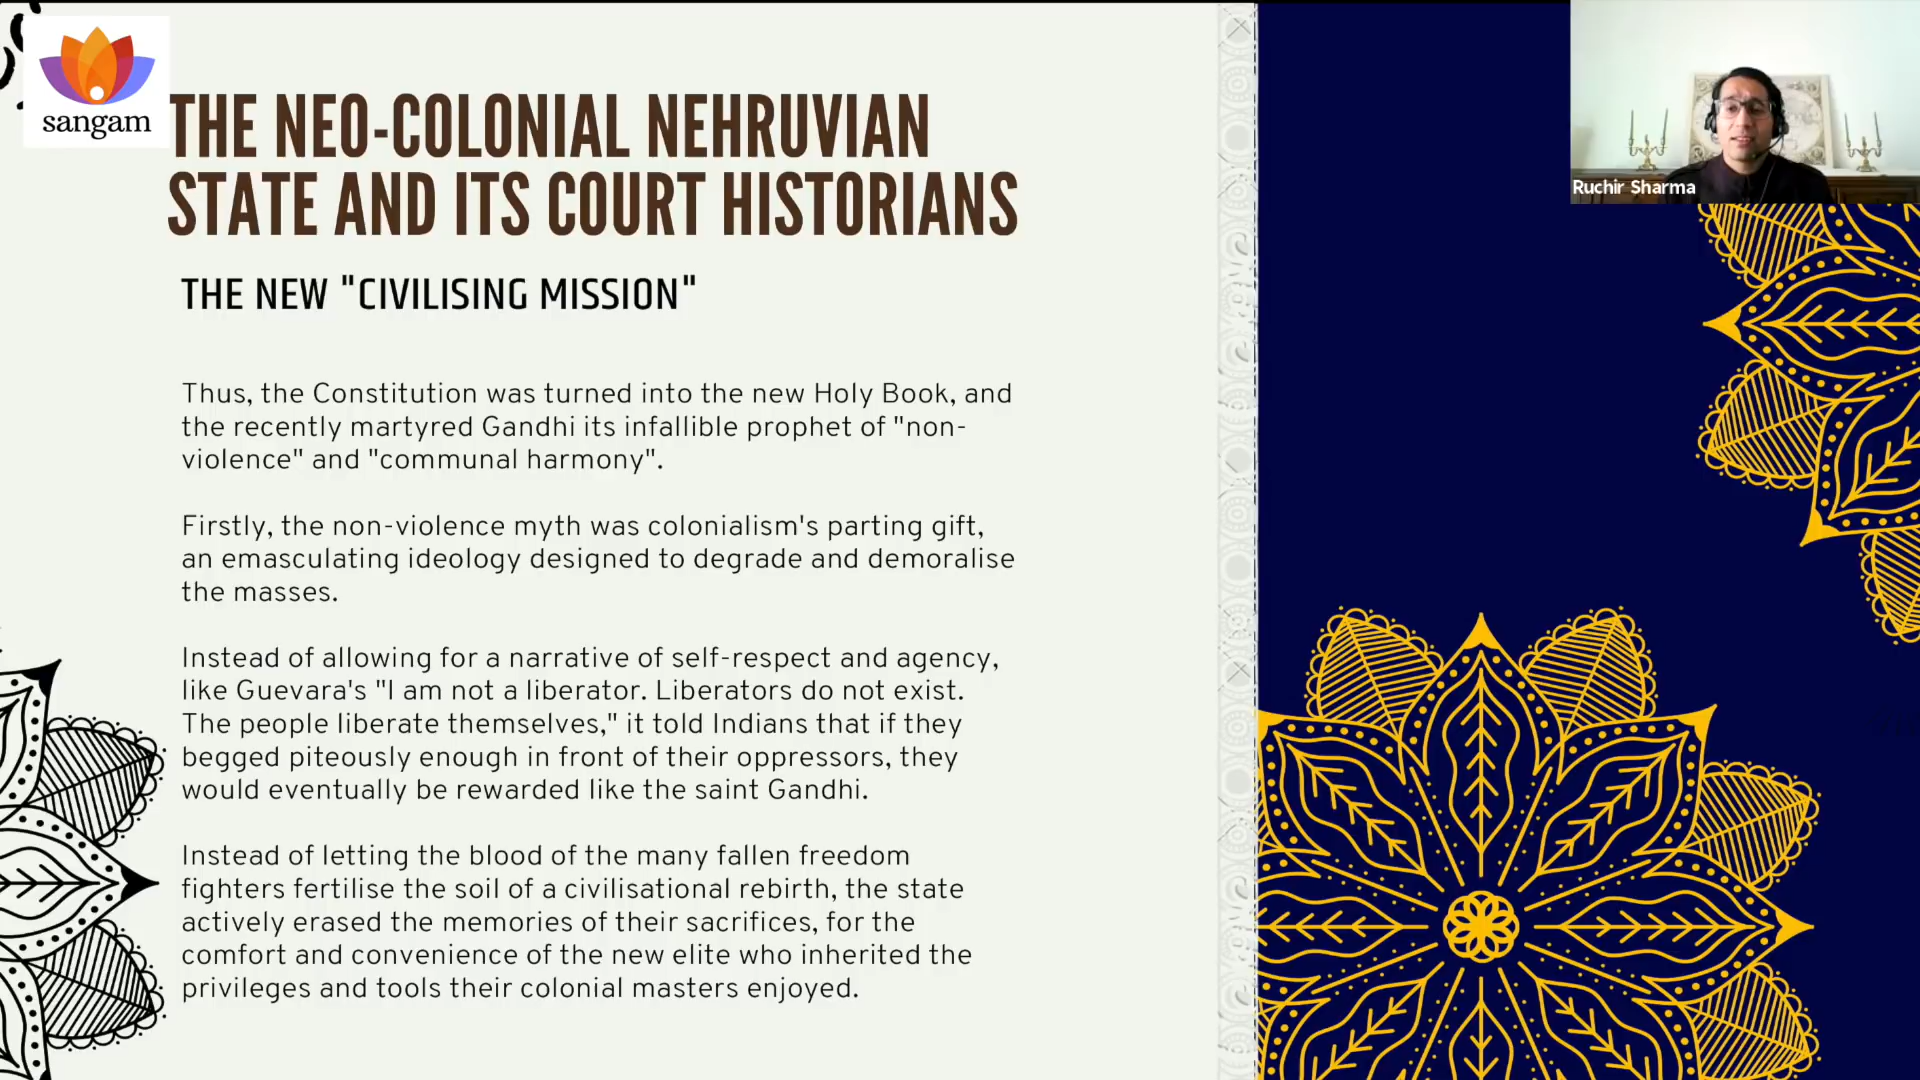 sangam
THE NEO-COLONIAL NEHRUVIAN
STATE AND ITS COURT HISTORIANS
THE NEW "CIVILISING MISSION"
Thus, the Constitution was turned into the new Holy Book, and
the recently martyred Gandhi its infallible prophet of "non-
violence" and "communal harmony".
Firstly, the non-violence myth was colonialism's parting gift,
an emasculating ideology designed to degrade and demoralise
the masses.
Instead of allowing for a narrative of self-respect and agency,
like Guevara's "I am not a liberator. Liberators do not exist.
The people liberate themselves," it told Indians that if they
begged piteously enough in front of their oppressors, they
would eventually be rewarded like the saint Gandhi.
Instead of letting the blood of the many fallen freedom
fighters fertilise the soil of a civilisational rebirth, the state
actively erased the memories of their sacrifices, for the
comfort and convenience of the new elite who inherited the
privileges and tools their colonial masters enjoyed.
Ruchir Sharma